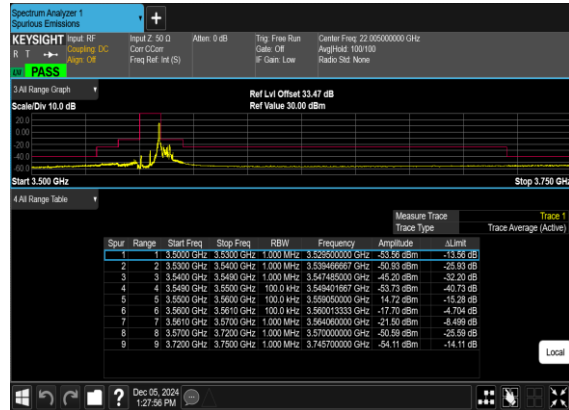 Spectrum Analyzer 1
Spurious Emissions
+
KEYSIGHT Input: RF Input Z: 50 Ω Atten: 0 dB Trig: Free Run Center Freq: 22.005000000 GHz
R T Coupling: DC Corr CCorr Gate: Off Avg|Hold: 100/100
Align: Off Freq Ref: Int (S) IF Gain: Low Radio Std: None
PASS
3 All Range Graph
Ref Lvl Offset 33.47 dB
Scale/Div 10.0 dB Ref Value 30.00 dBm
20.0
0.00
-20.0
-40.0
-60.0
Start 3.500 GHz Stop 3.750 GHz
4 All Range Table
Measure Trace Trace 1
Trace Type Trace Average (Active)
Spur Range Start Freq Stop Freq RBW Frequency Amplitude ΔLimit
1 1 3.5000 GHz 3.5300 GHz 1.000 MHz 3.529500000 GHz -53.56 dBm -13.56 dB
2 2 3.5300 GHz 3.5400 GHz 1.000 MHz 3.539466667 GHz -50.93 dBm -25.93 dB
3 3 3.5400 GHz 3.5490 GHz 1.000 MHz 3.547485000 GHz -45.20 dBm -32.20 dB
4 4 3.5490 GHz 3.5500 GHz 100.0 kHz 3.549401667 GHz -53.73 dBm -40.73 dB
5 5 3.5500 GHz 3.5600 GHz 100.0 kHz 3.559050000 GHz 14.72 dBm -15.28 dB
6 6 3.5600 GHz 3.5610 GHz 100.0 kHz 3.560013333 GHz -17.70 dBm -4.704 dB
7 7 3.5610 GHz 3.5700 GHz 1.000 MHz 3.564060000 GHz -21.50 dBm -8.499 dB
8 8 3.5700 GHz 3.7200 GHz 1.000 MHz 3.570000000 GHz -50.59 dBm -25.59 dB
9 9 3.7200 GHz 3.7500 GHz 1.000 MHz 3.745700000 GHz -54.11 dBm -14.11 dB
Local
? Dec 05, 2024
1:27:56 PM